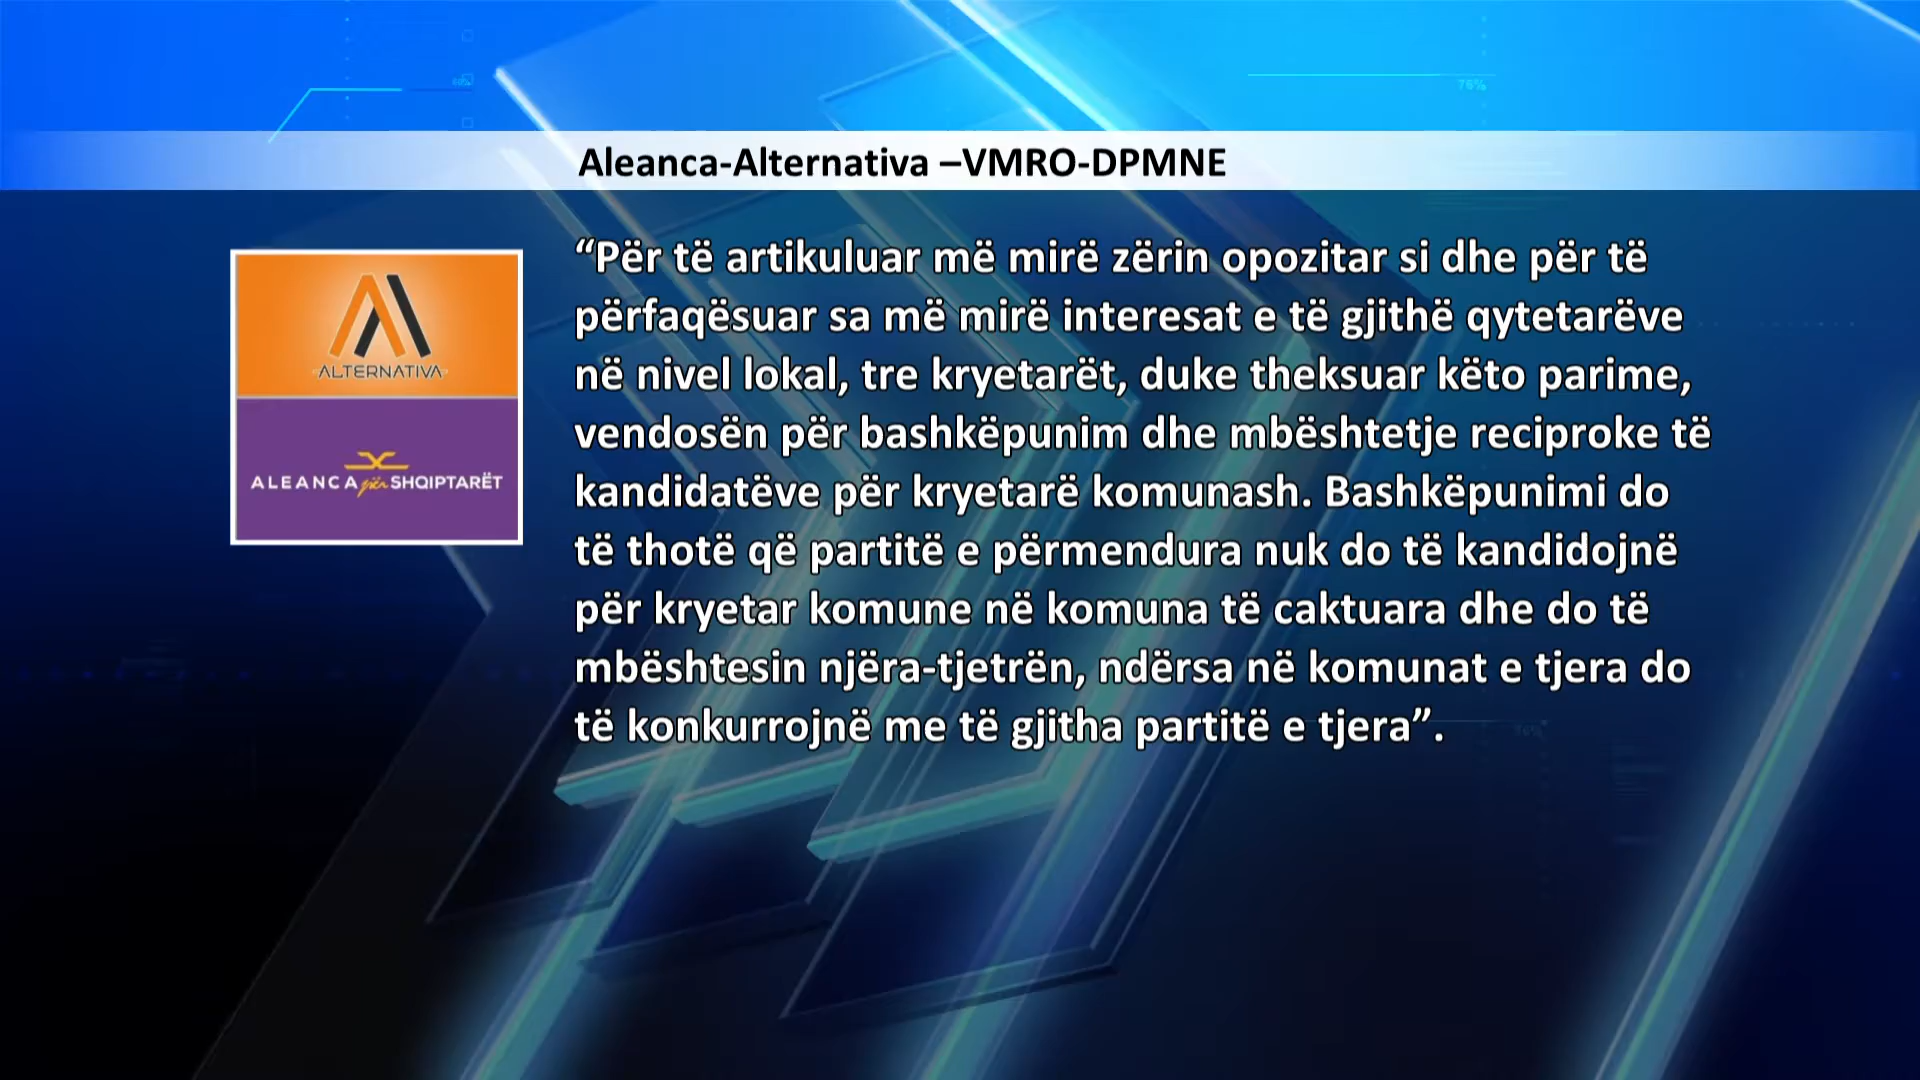 60%
76%
Aleanca-Alternativa –VMRO-DPMNE
ALTERNATIVA
ALEANCA për SHQIPTARËT
“Për të artikuluar më mirë zërin opozitar si dhe për të
përfaqësuar sa më mirë interesat e të gjithë qytetarëve
në nivel lokal, tre kryetarët, duke theksuar këto parime,
vendosën për bashkëpunim dhe mbështetje reciproke të
kandidatëve për kryetarë komunash. Bashkëpunimi do
të thotë që partitë e përmendura nuk do të kandidojnë
për kryetar komune në komuna të caktuara dhe do të
mbështesin njëra-tjetrën, ndërsa në komunat e tjera do
të konkurrojnë me të gjitha partitë e tjera”.